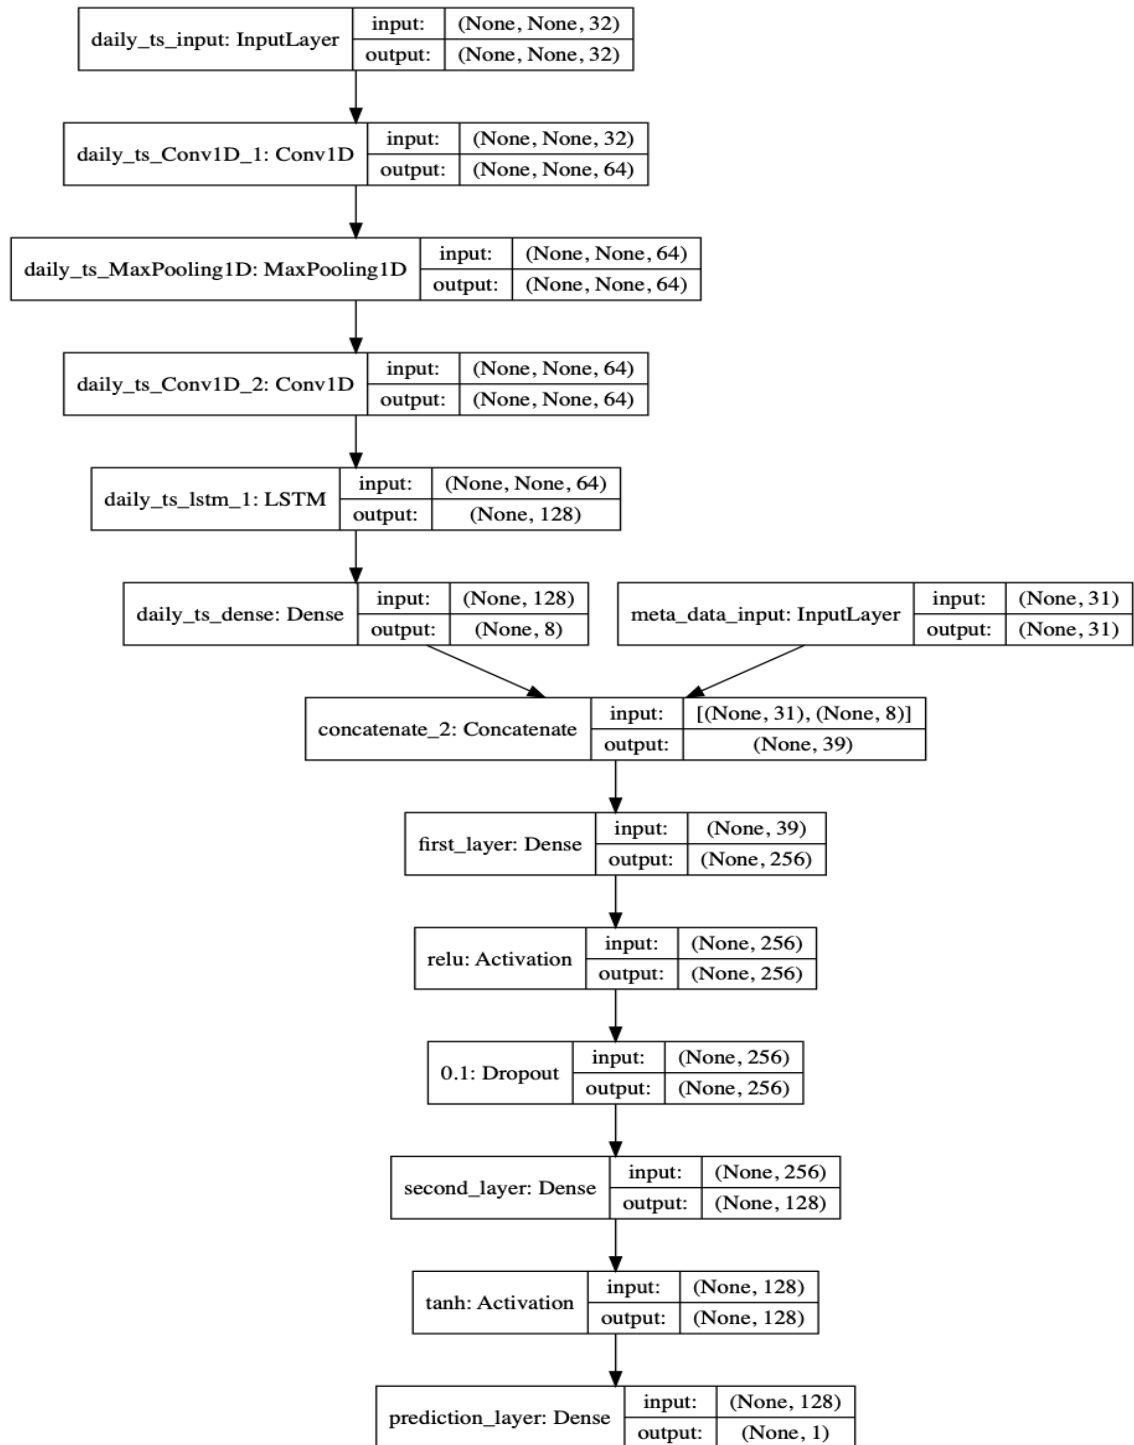 daily_ts_input: InputLayer
input: (None, None, 32)
output: (None, None, 32)
daily_ts_Conv1D_1: Conv1D
input: (None, None, 32)
output: (None, None, 64)
daily_ts_MaxPooling1D: MaxPooling1D
input: (None, None, 64)
output: (None, None, 64)
daily_ts_Conv1D_2: Conv1D
input: (None, None, 64)
output: (None, None, 64)
daily_ts_lstm_1: LSTM
input: (None, None, 64)
output: (None, 128)
daily_ts_dense: Dense
input: (None, 128)
output: (None, 8)
meta_data_input: InputLayer
input: (None, 31)
output: (None, 31)
concatenate_2: Concatenate
input: [(None, 31), (None, 8)]
output: (None, 39)
first_layer: Dense
input: (None, 39)
output: (None, 256)
relu: Activation
input: (None, 256)
output: (None, 256)
0.1: Dropout
input: (None, 256)
output: (None, 256)
second_layer: Dense
input: (None, 256)
output: (None, 128)
tanh: Activation
input: (None, 128)
output: (None, 128)
prediction_layer: Dense
input: (None, 128)
output: (None, 1)